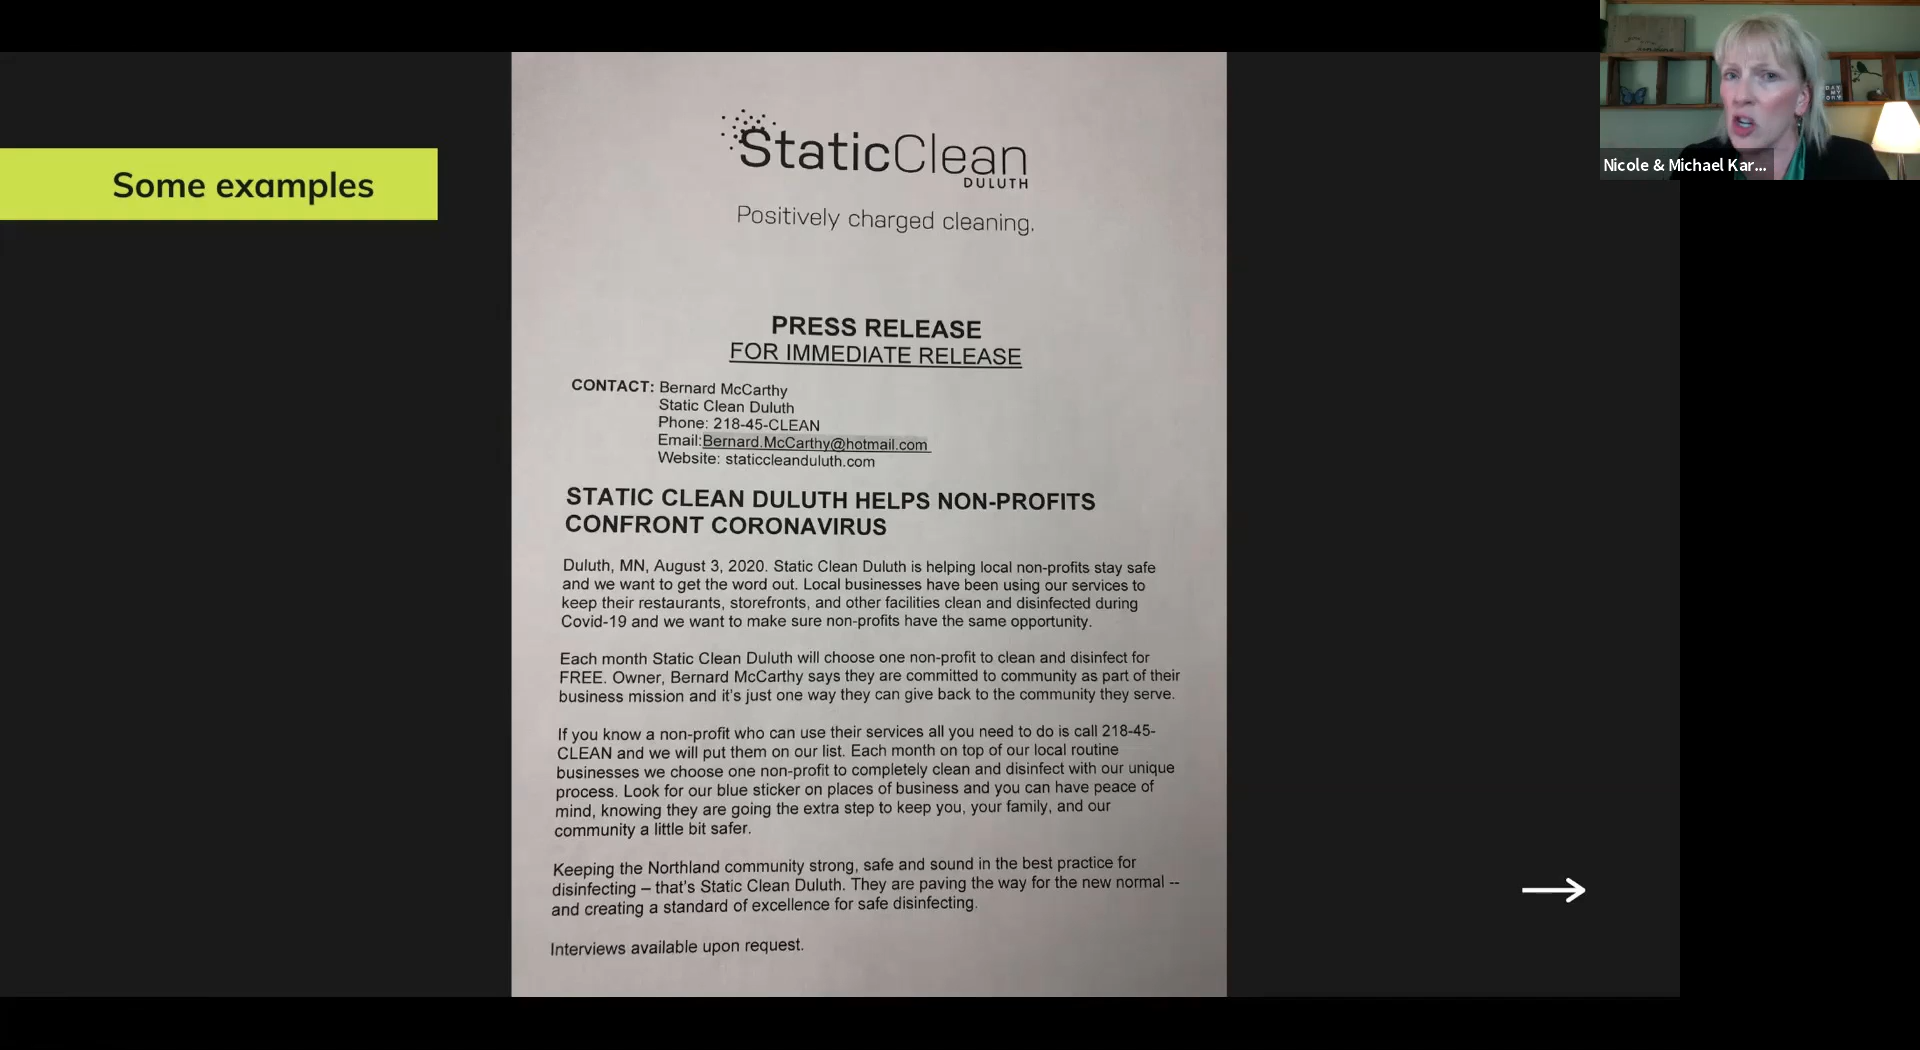 Some examples
StaticClean
DULUTH
Positively charged cleaning.
PRESS RELEASE
FOR IMMEDIATE RELEASE
CONTACT: Bernard McCarthy
Static Clean Duluth
Phone: 218-45-CLEAN
Email:Bernard.McCarthy@hotmail.com
Website: staticcleanduluth.com
STATIC CLEAN DULUTH HELPS NON-PROFITS
CONFRONT CORONAVIRUS
Duluth, MN, August 3, 2020. Static Clean Duluth is helping local non-profits stay safe
and we want to get the word out. Local businesses have been using our services to
keep their restaurants, storefronts, and other facilities clean and disinfected during
Covid-19 and we want to make sure non-profits have the same opportunity.
Each month Static Clean Duluth will choose one non-profit to clean and disinfect for
FREE. Owner, Bernard McCarthy says they are committed to community as part of their
business mission and it's just one way they can give back to the community they serve.
If you know a non-profit who can use their services all you need to do is call 218-45-
CLEAN and we will put them on our list. Each month on top of our local routine
businesses we choose one non-profit to completely clean and disinfect with our unique
process. Look for our blue sticker on places of business and you can have peace of
mind, knowing they are going the extra step to keep you, your family, and our
community a little bit safer.
Keeping the Northland community strong, safe and sound in the best practice for
disinfecting – that's Static Clean Duluth. They are paving the way for the new normal --
and creating a standard of excellence for safe disinfecting.
Interviews available upon request.
Nicole & Michael Kar...